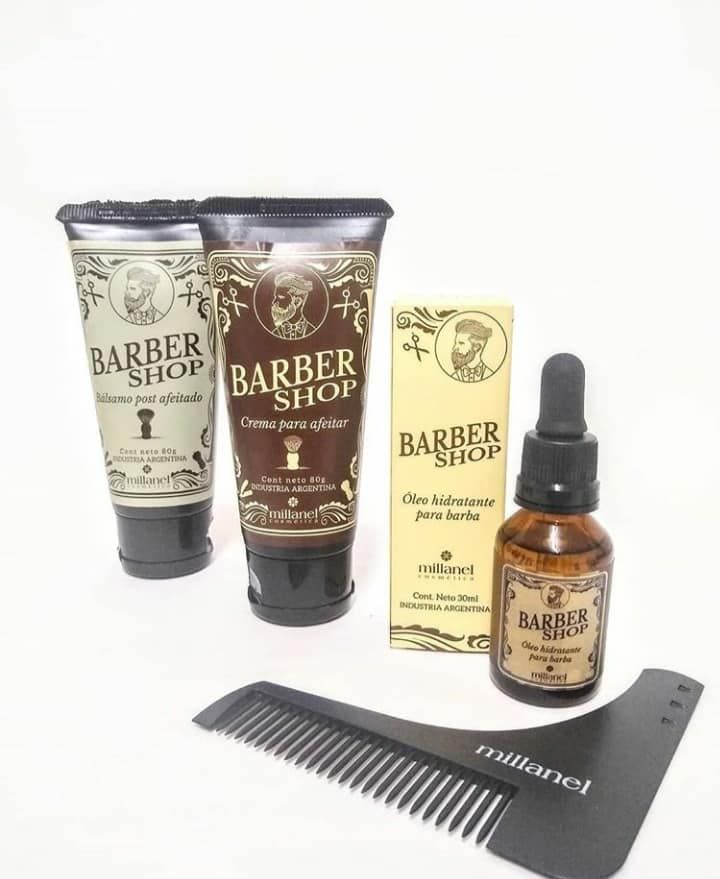 BARBER
SHOP
Bálsamo post afeitado
Cont neto 80g
INDUSTRIA ARGENTINA
millanel
BARBER
SHOP
Crema para afeitar
Cont neto 80g
INDUSTRIA ARGENTINA
millanel
cosmética
BARBER
SHOP
Óleo hidratante
para barba
millanel
cosmética
Cont. Neto 30ml
INDUSTRIA ARGENTINA
BARBER
SHOP
Óleo hidratante
para barba
millanel
millanel